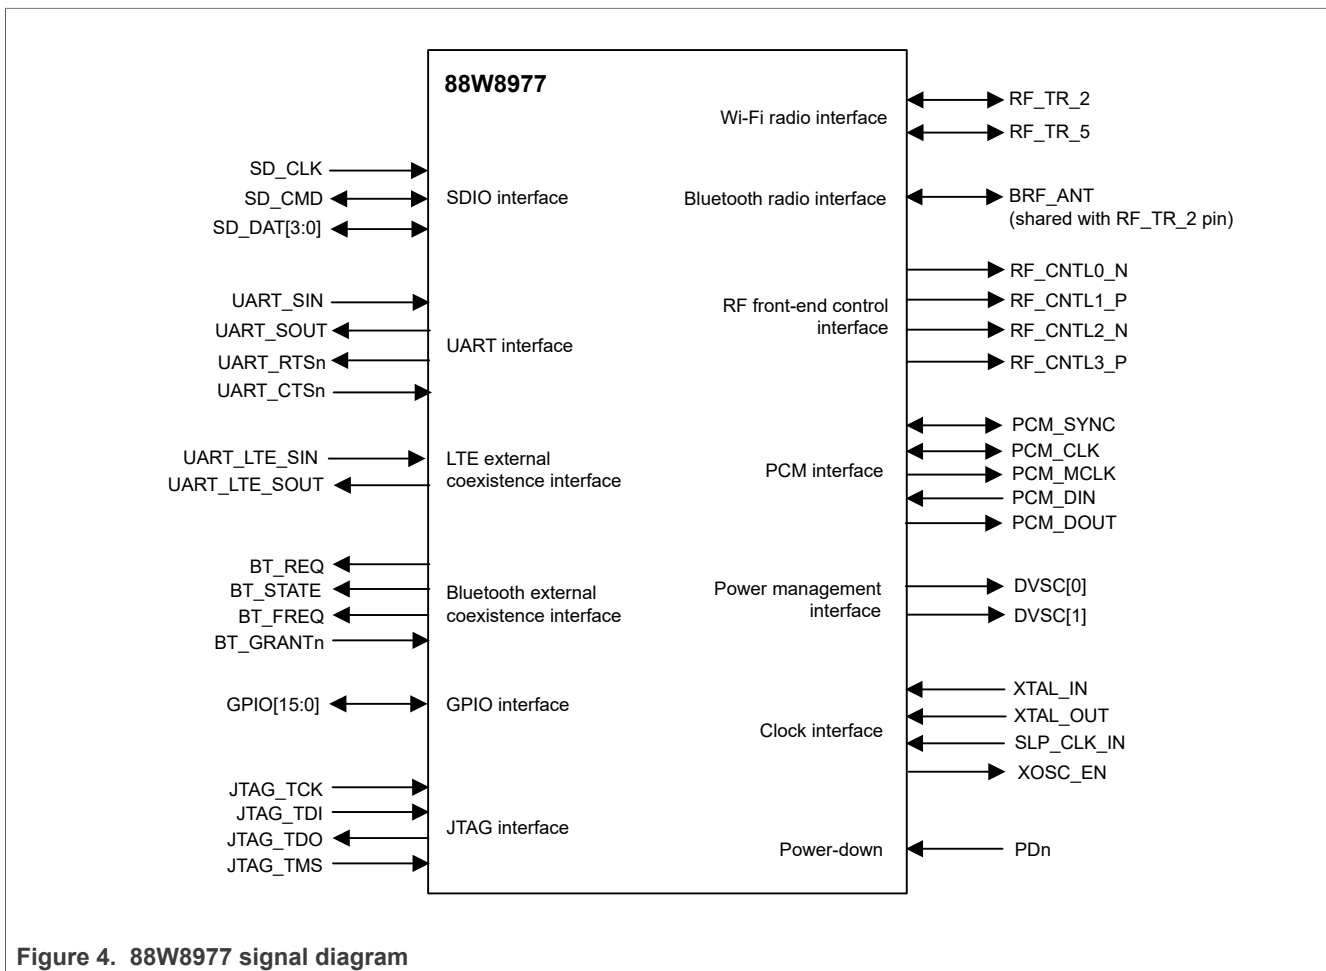 88W8977
SD_CLK
SD_CMD
SD_DAT[3:0]
SDIO interface
UART_SIN
UART_SOUT
UART_RTSn
UART_CTSn
UART interface
UART_LTE_SIN
UART_LTE_SOUT
LTE external
coexistence interface
BT_REQ
BT_STATE
BT_FREQ
BT_GRANTn
Bluetooth external
coexistence interface
GPIO[15:0]
GPIO interface
JTAG_TCK
JTAG_TDI
JTAG_TDO
JTAG_TMS
JTAG interface
Wi-Fi radio interface
RF_TR_2
RF_TR_5
Bluetooth radio interface
BRF_ANT
(shared with RF_TR_2 pin)
RF front-end control
interface
RF_CNTL0_N
RF_CNTL1_P
RF_CNTL2_N
RF_CNTL3_P
PCM interface
PCM_SYNC
PCM_CLK
PCM_MCLK
PCM_DIN
PCM_DOUT
Power management
interface
DVSC[0]
DVSC[1]
Clock interface
XTAL_IN
XTAL_OUT
SLP_CLK_IN
XOSC_EN
Power-down
PDn
Figure 4. 88W8977 signal diagram